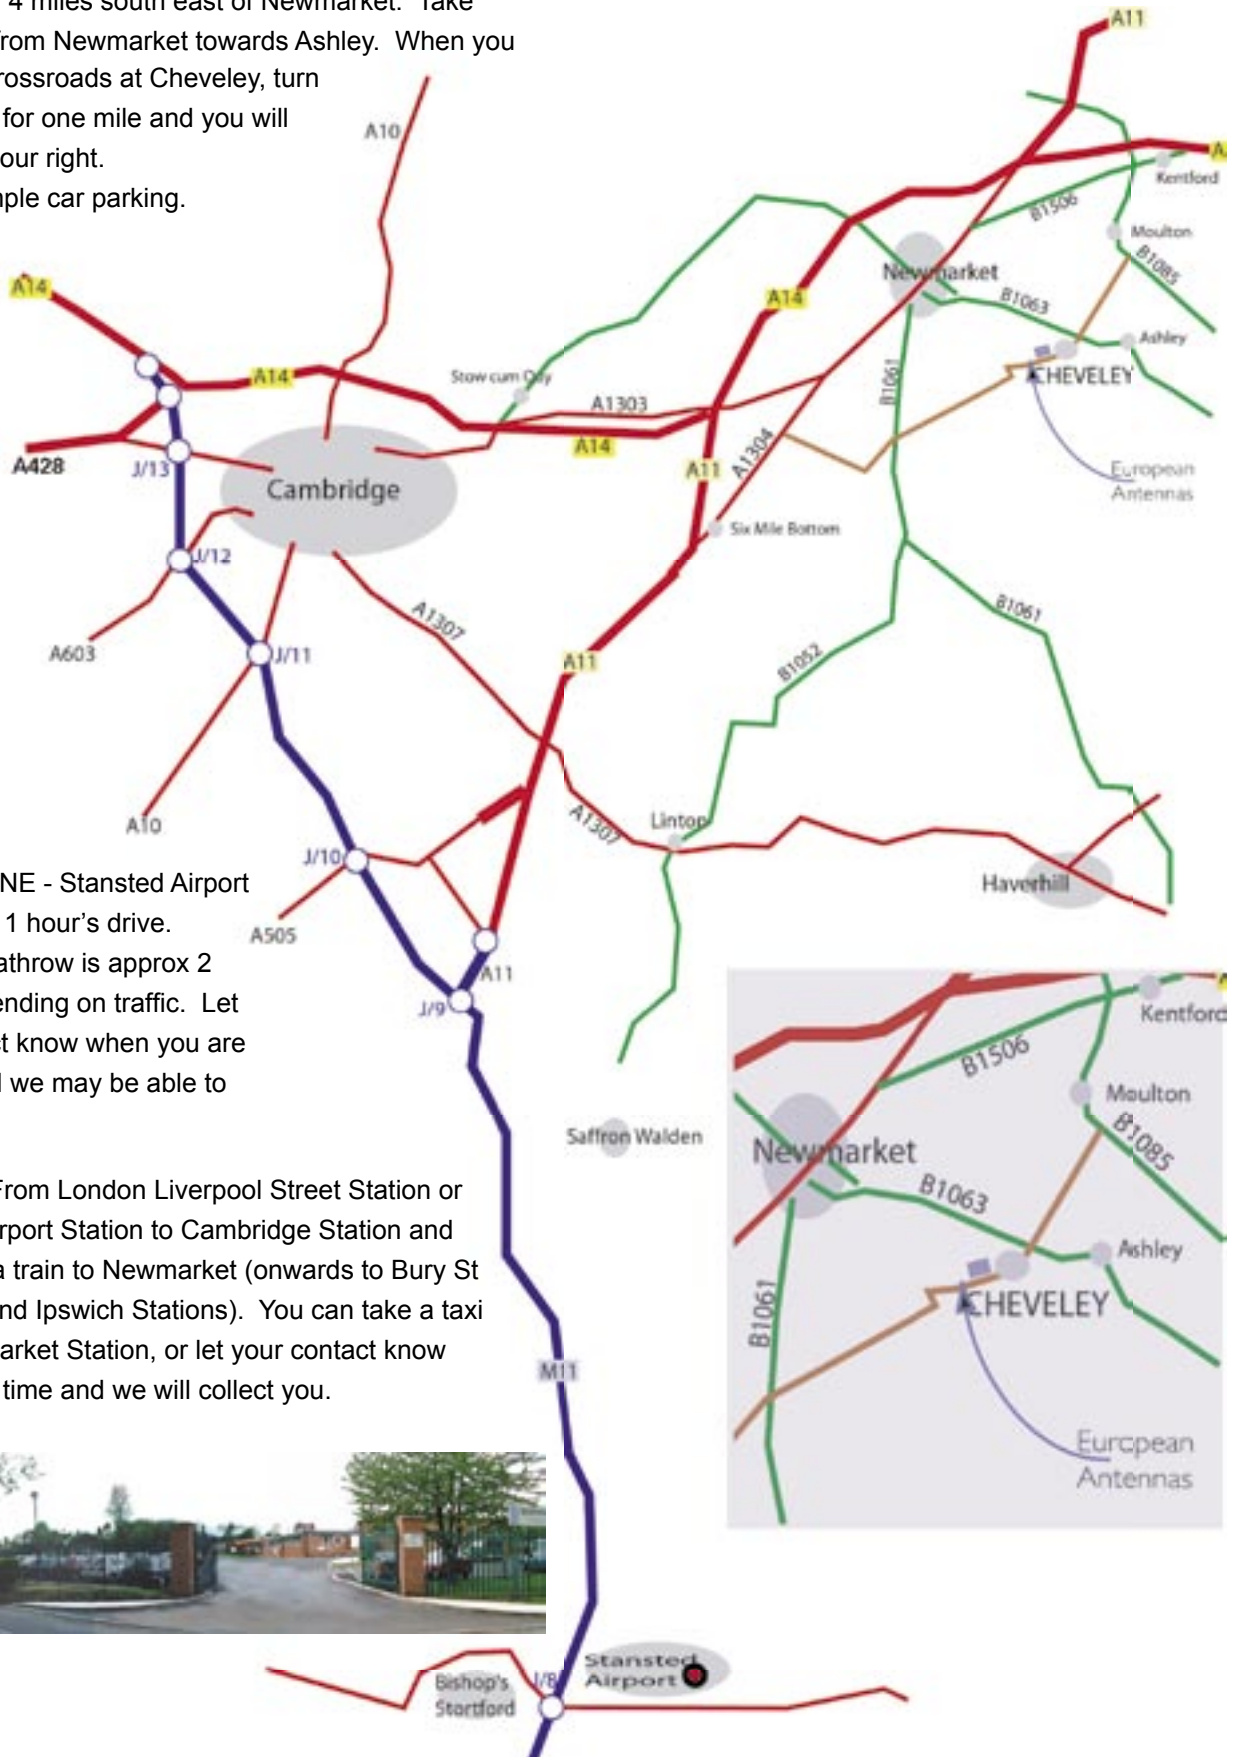 4 miles south east of Newmarket. Take
from Newmarket towards Ashley. When you
crossroads at Cheveley, turn
for one mile and you will
your right.
ample car parking.
A11
A10
Kentford
B1506
Moulton
B1085
A14
Newmarket
A14
B1063
Ashley
A14
Stow cum Quy
B1061
CHEVELEY
A1303
A14
A428
J/13
A11
A1304
European
Antennas
Cambridge
Six Mile Bottom
J/12
A1307
B1061
A603
J/11
A11
B1052
A10
A1307
Linton
J/10
Haverhill
NE - Stansted Airport
1 hour's drive.
A505
eathrow is approx 2
ending on traffic. Let
A11
J/9
ct know when you are
d we may be able to
Kentford
B1506
Moulton
B1085
Saffron Walden
Newmarket
B1063
From London Liverpool Street Station or
irport Station to Cambridge Station and
a train to Newmarket (onwards to Bury St
nd Ipswich Stations). You can take a taxi
arket Station, or let your contact know
time and we will collect you.
Ashley
B1061
CHEVELEY
M11
European
Antennas
Stansted
Airport
J/8
Bishop's
Stortford